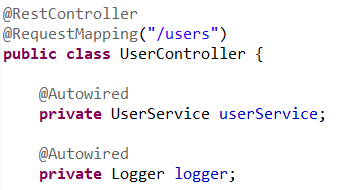 @RestController
@RequestMapping("/users")
public class UserController {
@Autowired
private UserService userService;
@Autowired
private Logger logger;